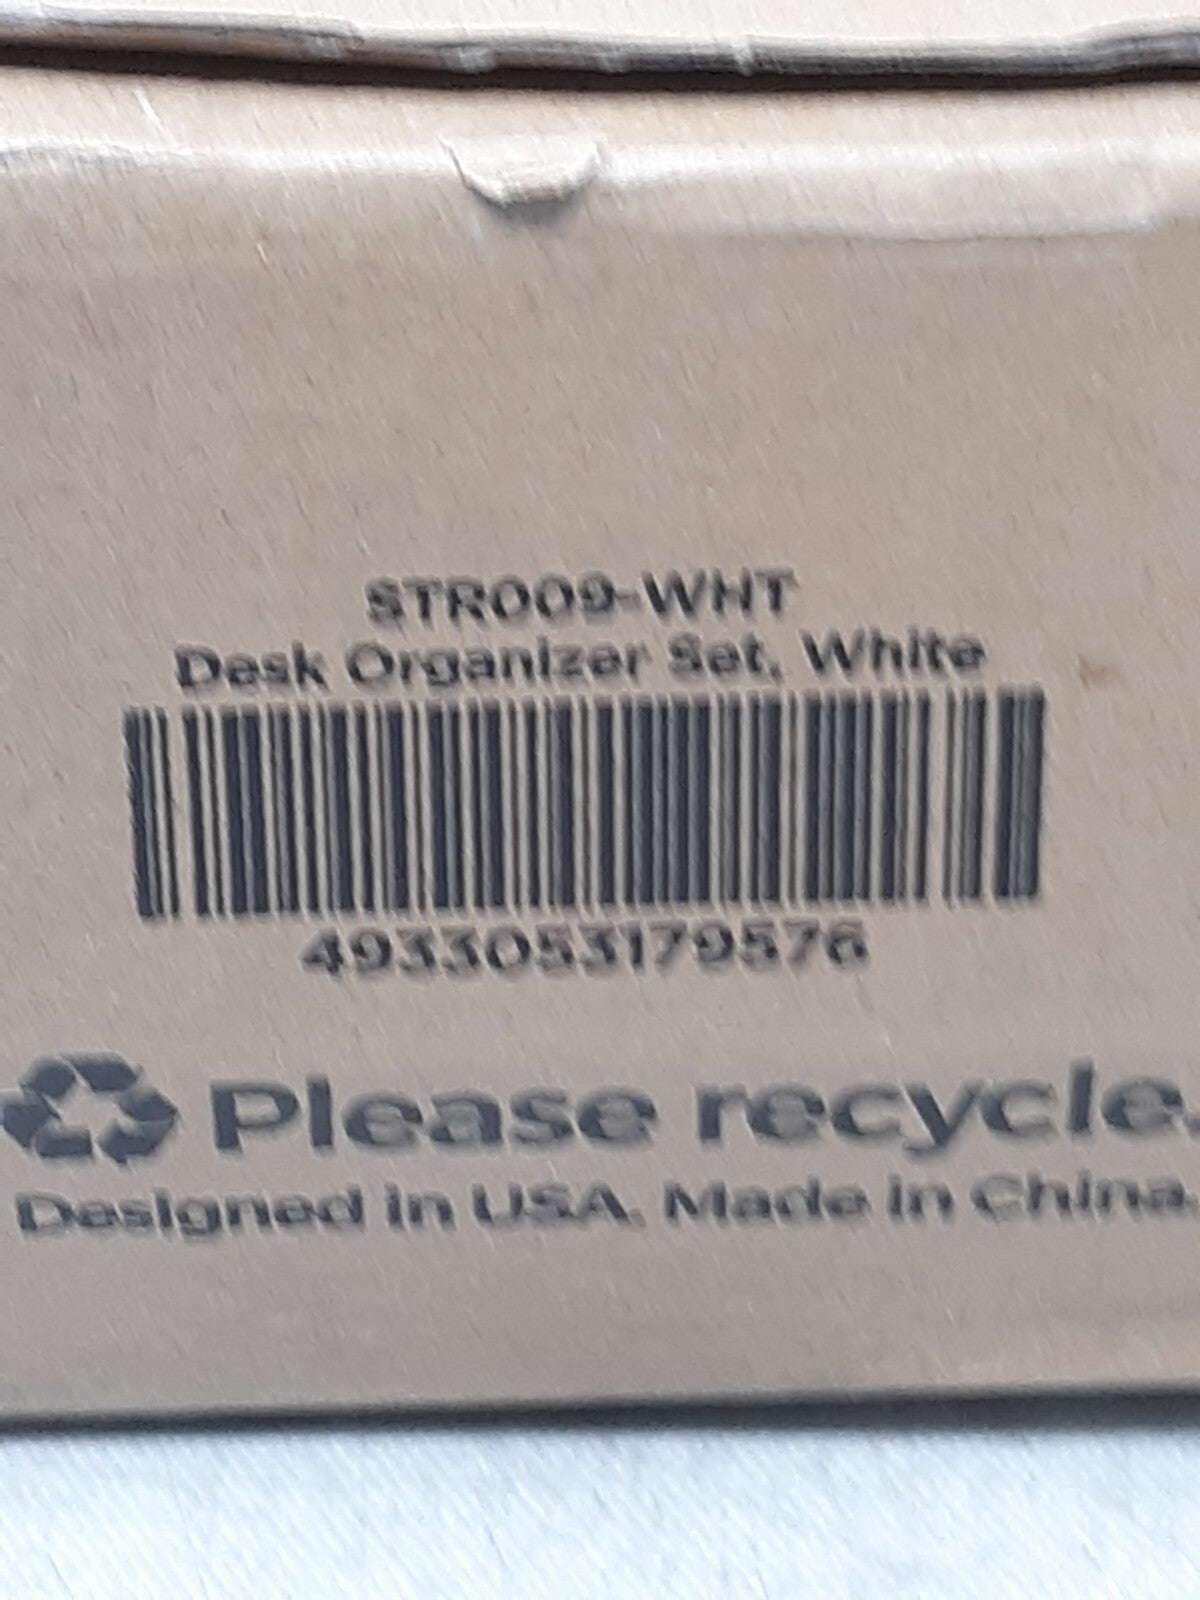 STR009-WHT
Desk Organizer Set, White
4933053179576
Please recycle.
Designed in USA. Made in China.